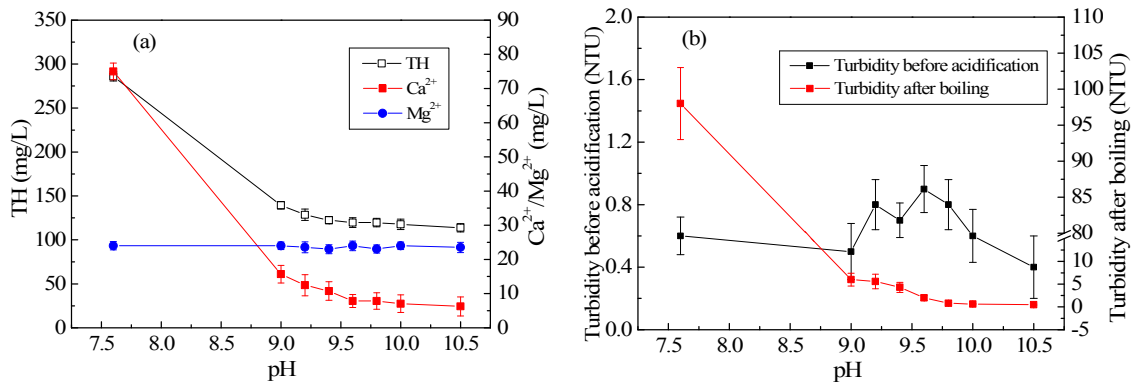 (a)
TH
Ca2+
Mg2+
TH (mg/L)
350
300
250
200
150
100
50
0
90
80
70
60
50
40
30
20
10
0
Ca2+/Mg2+ (mg/L)
7.5 8.0 8.5 9.0 9.5 10.0 10.5
pH
(b)
Turbidity before acidification
Turbidity after boiling
Turbidity before acidification (NTU)
2.0
1.6
1.2
0.8
0.4
0.0
110
105
100
95
90
85
80
10
5
0
-5
Turbidity after boiling (NTU)
7.5 8.0 8.5 9.0 9.5 10.0 10.5
pH